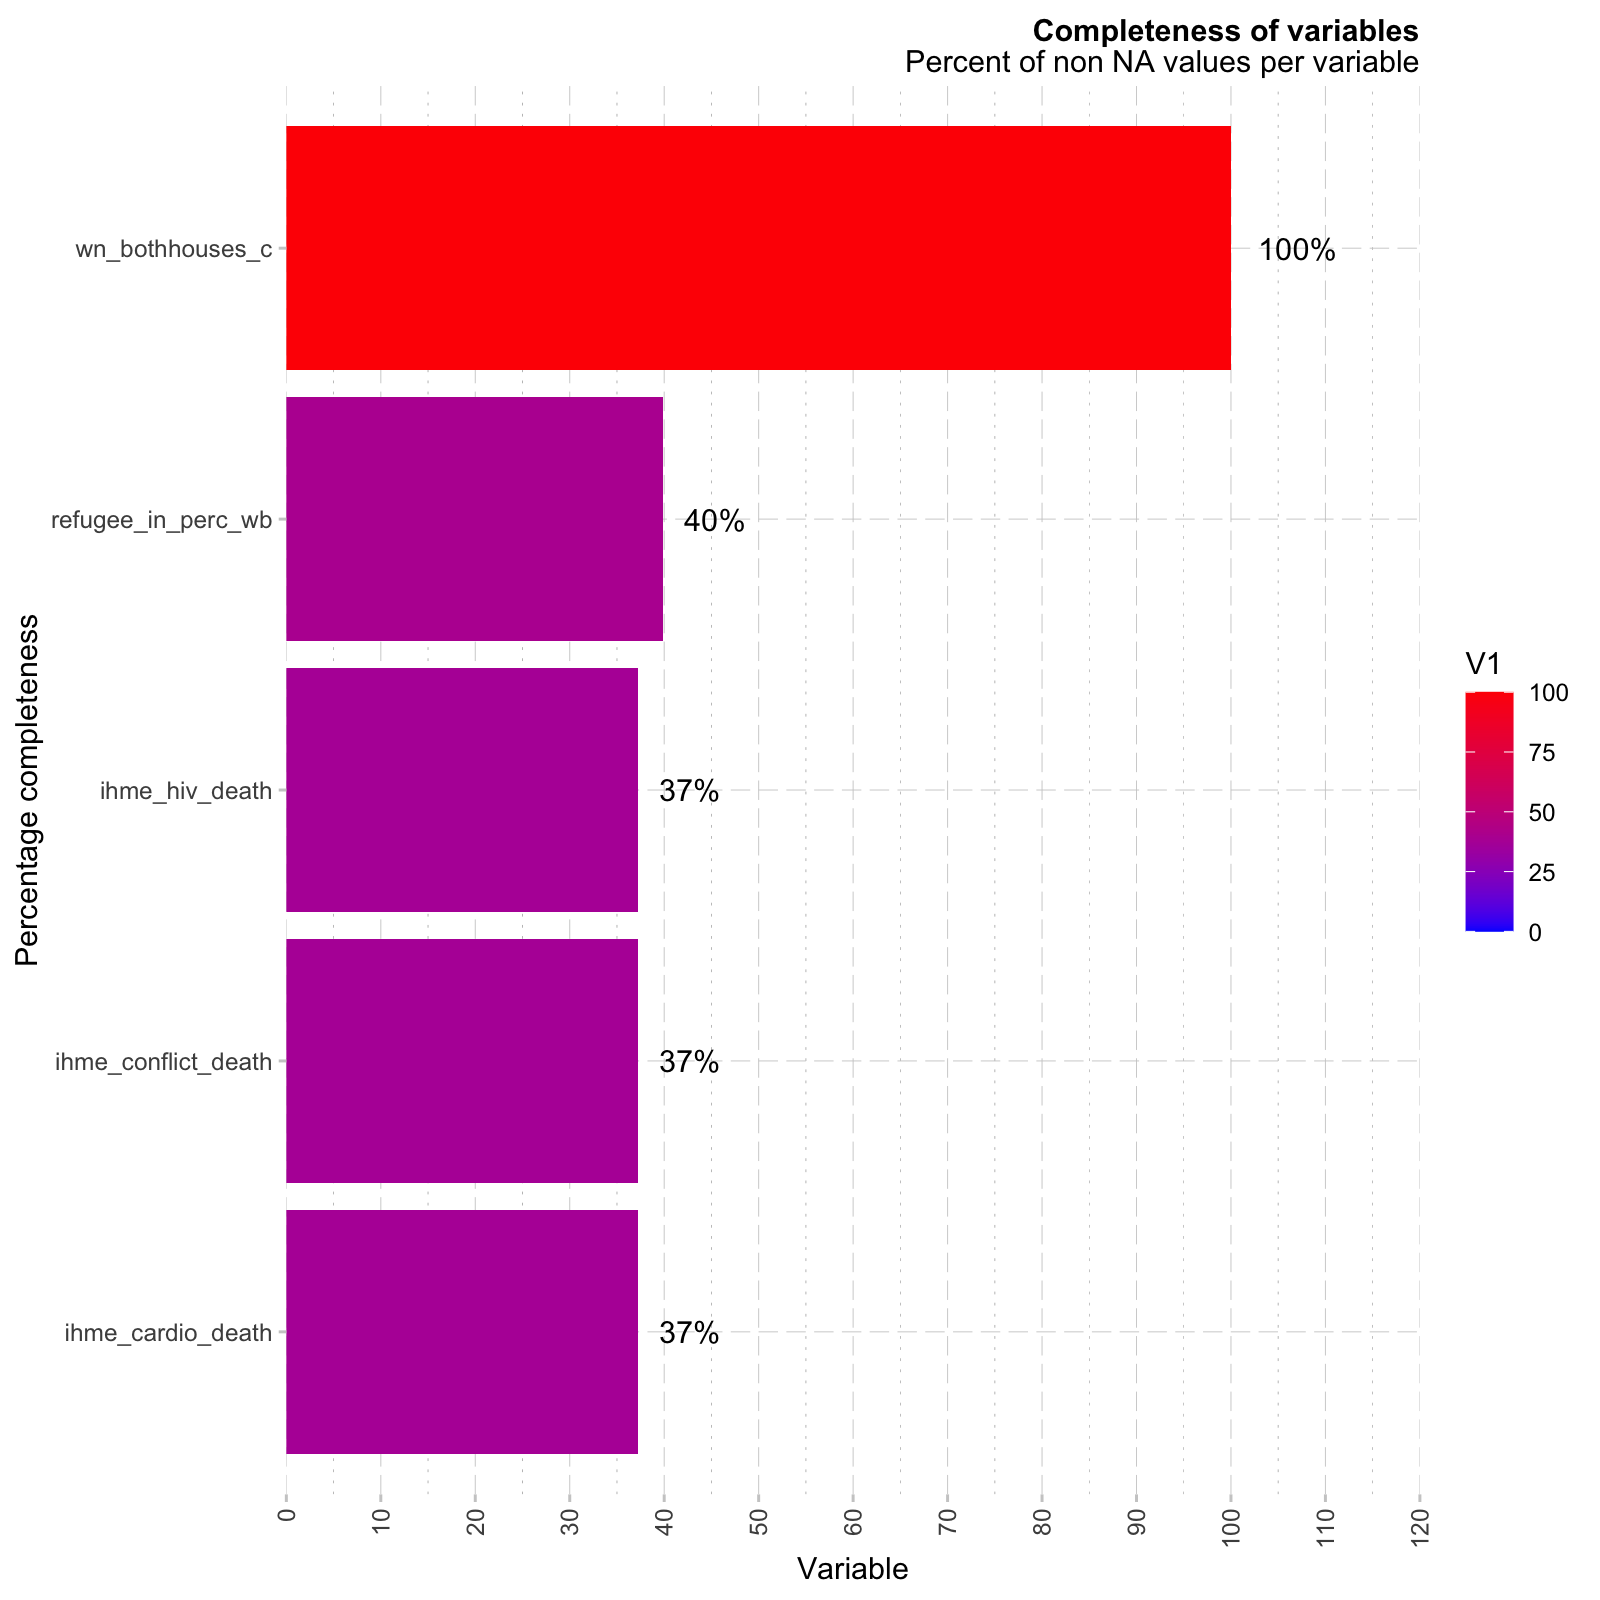 Completeness of variables
Percent of non NA values per variable
wn_bothhouses_c
100%
refugee_in_perc_wb
40%
ihme_hiv_death
37%
ihme_conflict_death
37%
ihme_cardio_death
37%
Percentage completeness
0 10 20 30 40 50 60 70 80 90 100 110 120
Variable
V1
100
75
50
25
0